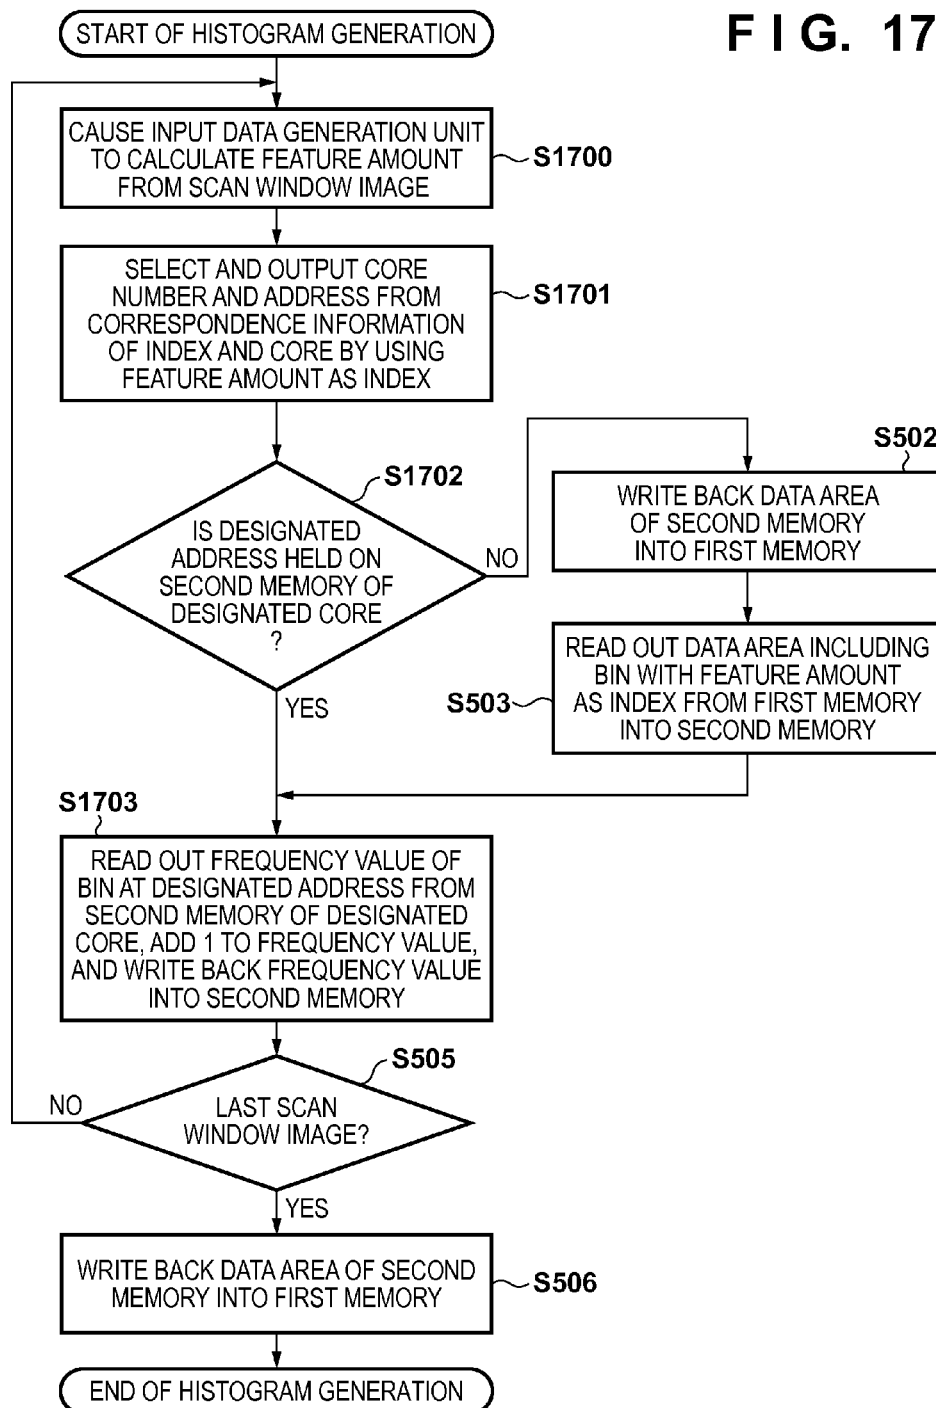 START OF HISTOGRAM GENERATION
F I G. 17
CAUSE INPUT DATA GENERATION UNIT
TO CALCULATE FEATURE AMOUNT
FROM SCAN WINDOW IMAGE
S1700
SELECT AND OUTPUT CORE
NUMBER AND ADDRESS FROM
CORRESPONDENCE INFORMATION
OF INDEX AND CORE BY USING
FEATURE AMOUNT AS INDEX
S1701
S1702
IS DESIGNATED
ADDRESS HELD ON
SECOND MEMORY OF
DESIGNATED CORE
?
NO
YES
S502
WRITE BACK DATA AREA
OF SECOND MEMORY
INTO FIRST MEMORY
READ OUT DATA AREA INCLUDING
BIN WITH FEATURE AMOUNT
AS INDEX FROM FIRST MEMORY
INTO SECOND MEMORY
S503
S1703
READ OUT FREQUENCY VALUE OF
BIN AT DESIGNATED ADDRESS FROM
SECOND MEMORY OF DESIGNATED
CORE, ADD 1 TO FREQUENCY VALUE,
AND WRITE BACK FREQUENCY VALUE
INTO SECOND MEMORY
S505
NO
LAST SCAN
WINDOW IMAGE?
YES
WRITE BACK DATA AREA OF SECOND
MEMORY INTO FIRST MEMORY
S506
END OF HISTOGRAM GENERATION